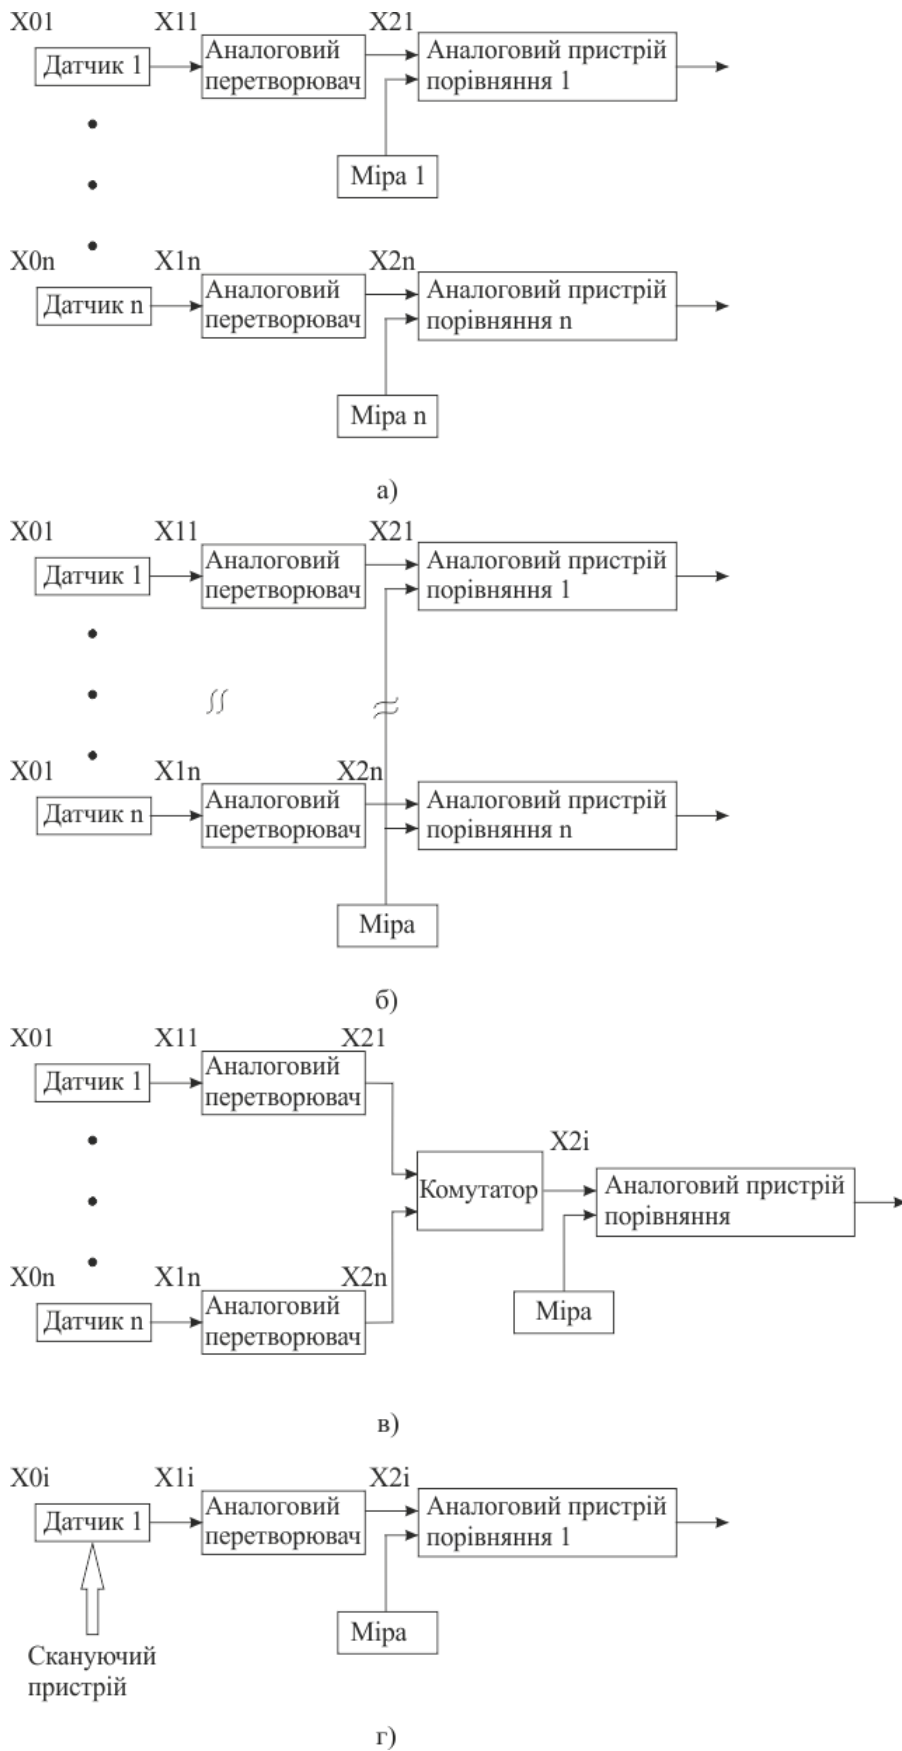 X01 X11 X21
Датчик 1
Аналоговий
перетворювач
Аналоговий пристрій
порівняння 1
Міра 1
X0n X1n X2n
Датчик n
Аналоговий
перетворювач
Аналоговий пристрій
порівняння n
Міра n
а)
X01 X11 X21
Датчик 1
Аналоговий
перетворювач
Аналоговий пристрій
порівняння 1
X01 X1n X2n
Датчик n
Аналоговий
перетворювач
Аналоговий пристрій
порівняння n
Міра
б)
X01 X11 X21
Датчик 1
Аналоговий
перетворювач
Комутатор
X2i
Аналоговий пристрій
порівняння
Міра
X0n X1n X2n
Датчик n
Аналоговий
перетворювач
в)
X0i X1i X2i
Датчик 1
Аналоговий
перетворювач
Аналоговий пристрій
порівняння 1
Міра
Скануючий
пристрій
г)